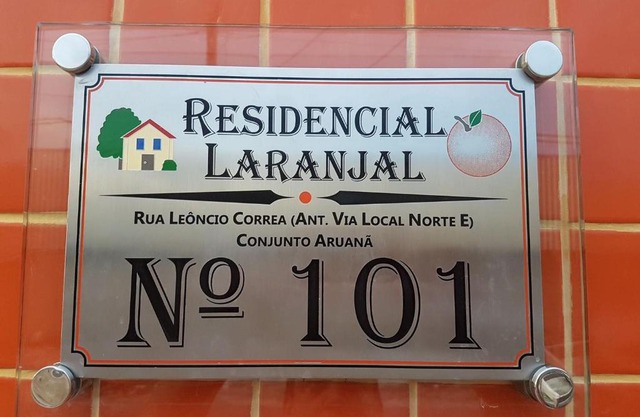 RESIDENCIAL
LARANJAL
RUA LEÔNCIO CORREA (ANT. VIA LOCAL NORTE E)
CONJUNTO ARUANÃ
Nº 101